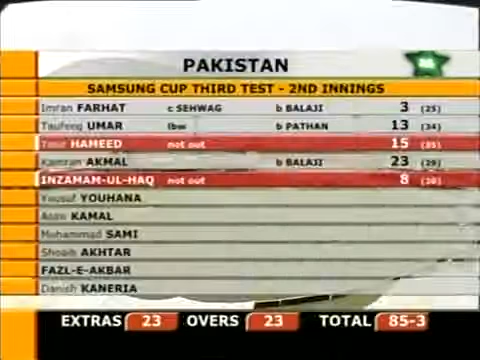 PAKISTAN
SAMSUNG CUP THIRD TEST - 2ND INNINGS
Imran FARHAT c SEHWAG b BALAJI 3 (25)
Taufeeq UMAR lbw b PATHAN 13 (34)
Yasir HAMEED not out 15
Kamran AKMAL b BALAJI 23 (29)
INZAMAM-UL-HAQ not out 8
Yousuf YOUHANA
Asim KAMAL
Mohammad SAMI
Shoaib AKHTAR
FAZL-E-AKBAR
Danish KANERIA
EXTRAS 23 OVERS 23 TOTAL 85-3